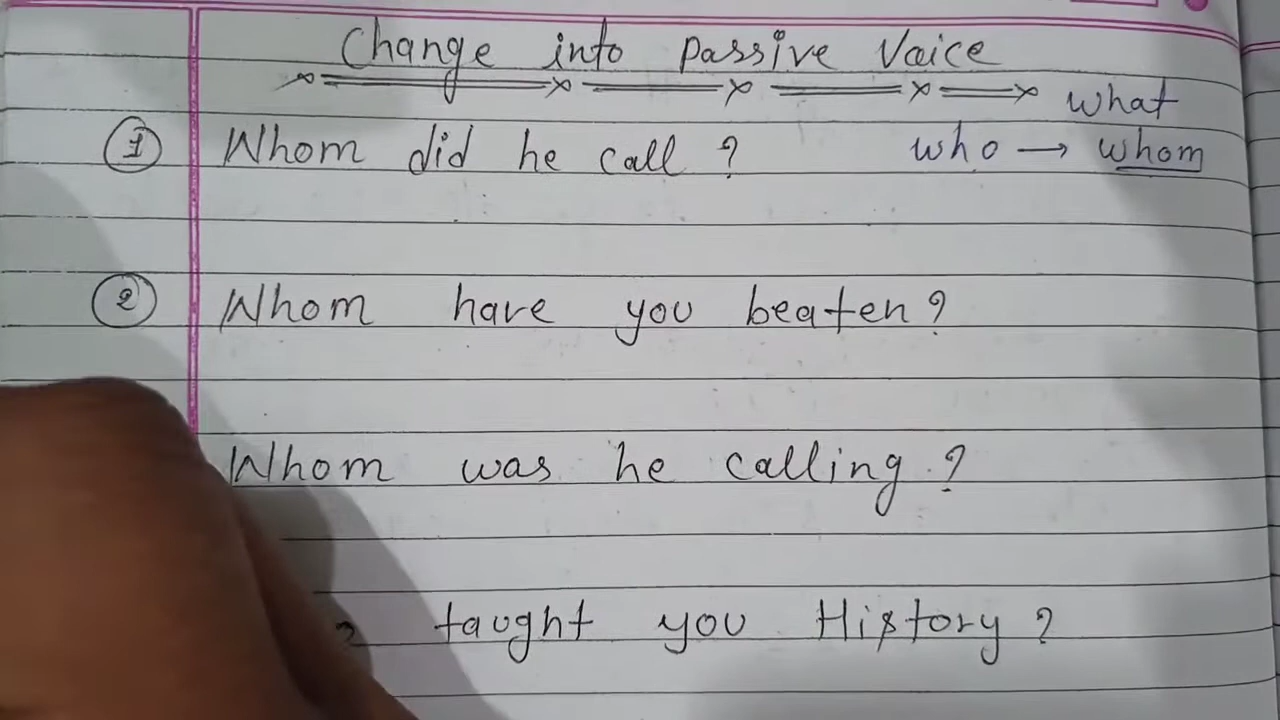 Change into Passive Vaice
what
① Whom did he call ? who → whom
② Whom have you beaten?
Whom was he calling ?
taught you History ?